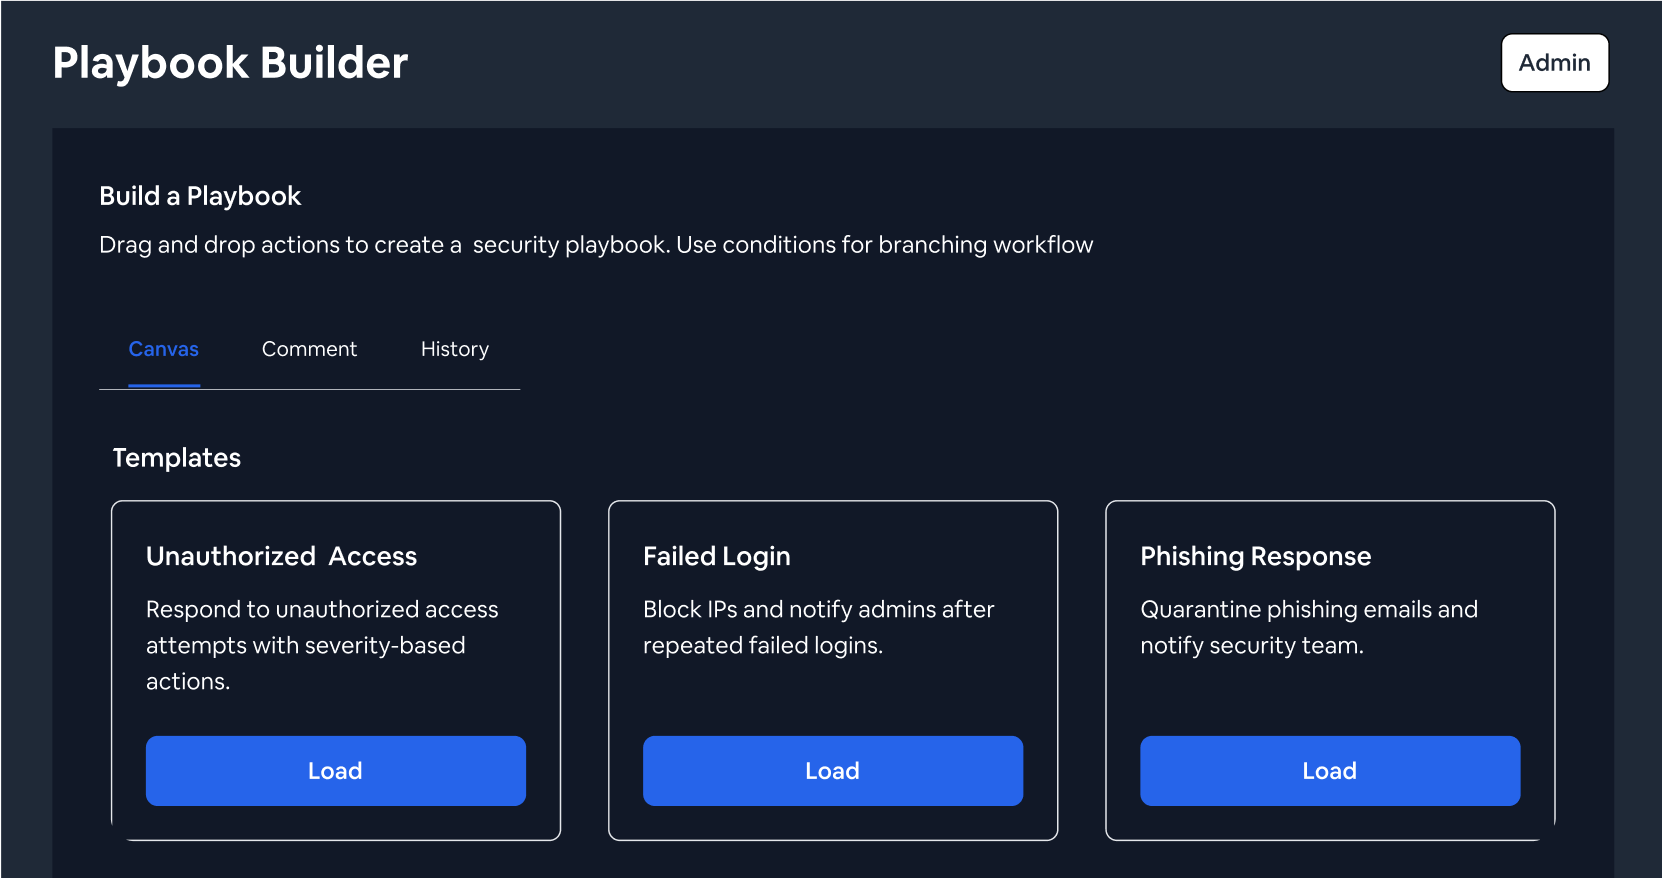 Playbook Builder
Admin
Build a Playbook
Drag and drop actions to create a  security playbook. Use conditions for branching workflow
Canvas
Comment
History
Templates
Unauthorized  Access
Respond to unauthorized access
attempts with severity-based
actions.
Load
Failed Login
Block IPs and notify admins after
repeated failed logins.
Load
Phishing Response
Quarantine phishing emails and
notify security team.
Load